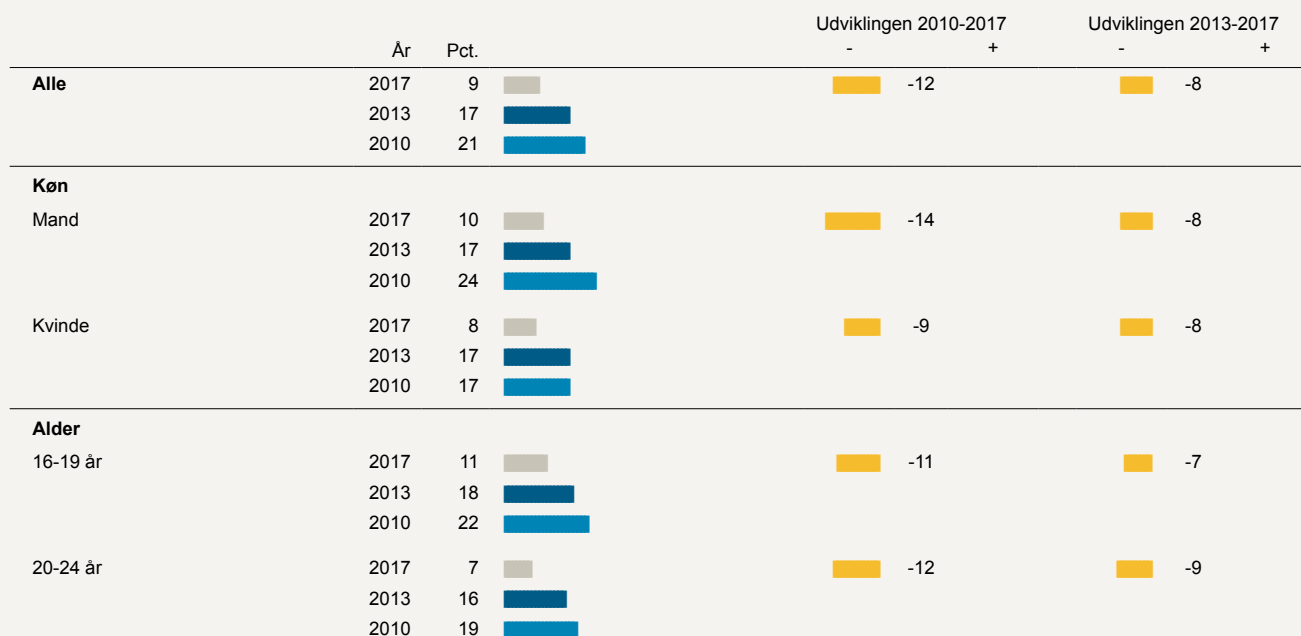 Udviklingen 2010-2017 Udviklingen 2013-2017
År Pct. - + - +
Alle 2017 9 -12 -8
2013 17
2010 21
Køn
Mand 2017 10 -14 -8
2013 17
2010 24
Kvinde 2017 8 -9 -8
2013 17
2010 17
Alder
16-19 år 2017 11 -11 -7
2013 18
2010 22
20-24 år 2017 7 -12 -9
2013 16
2010 19